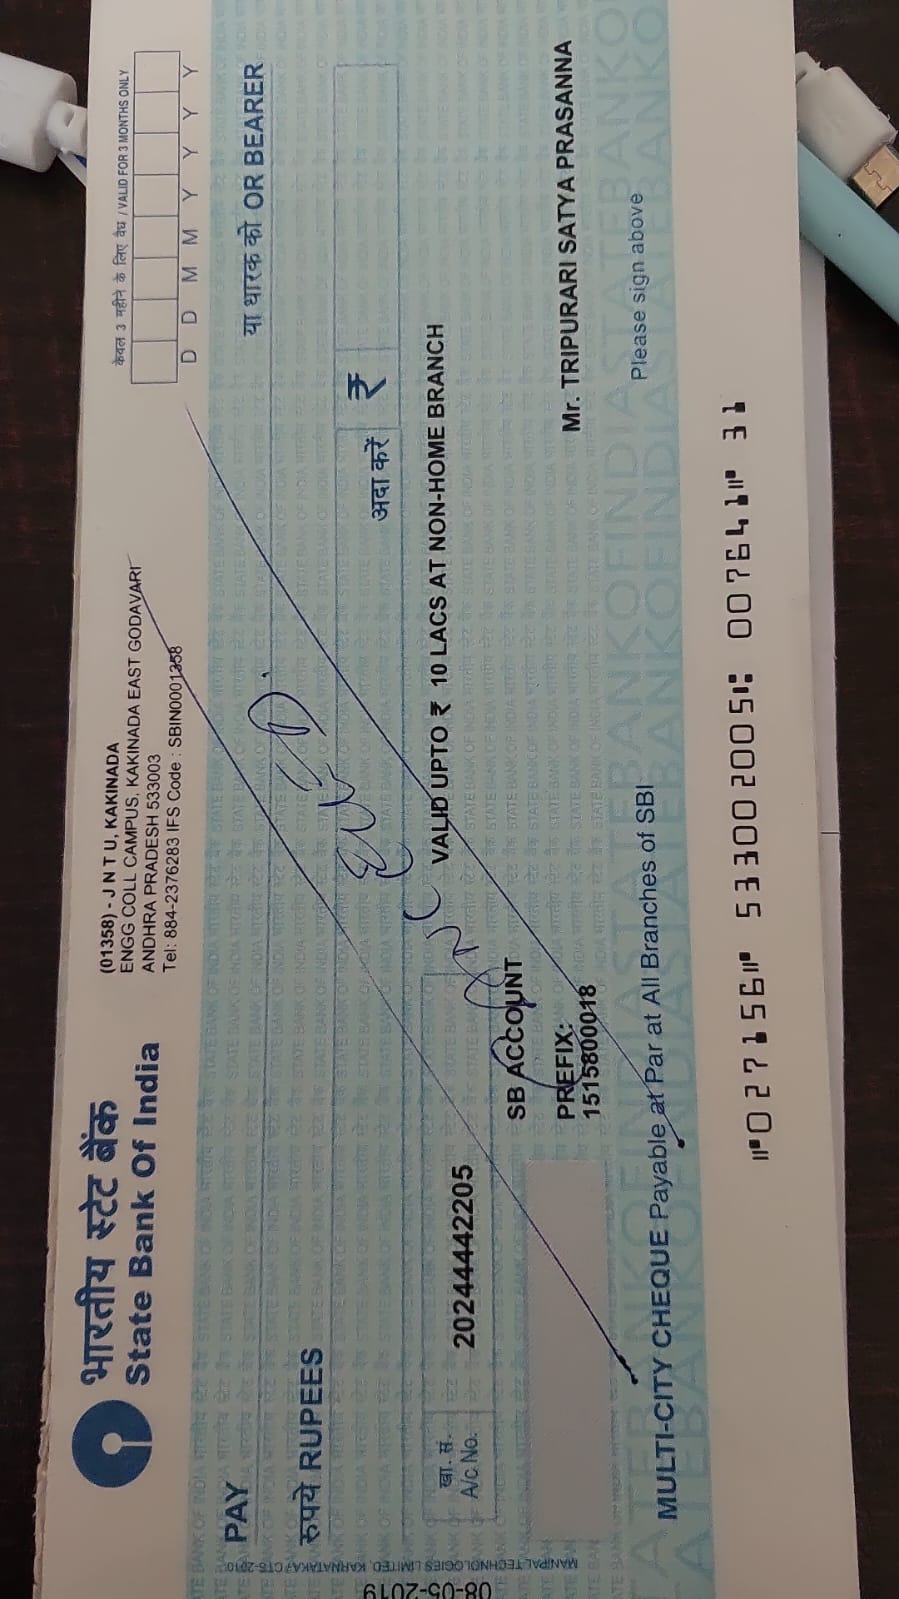 भारतीय स्टेट बैंक
State Bank Of India
(01358) - J N T U, KAKINADA
ENGG COLL CAMPUS, KAKINADA EAST GODAVARI
ANDHRA PRADESH 533003
Tel: 884-2376283 IFS Code : SBIN0001358
केवल 3 महीने के लिए वैध / VALID FOR 3 MONTHS ONLY
D D M M Y Y Y Y
PAY
या धारक को OR BEARER
रुपये RUPEES
CANCELLED.
अदा करें ₹
खा. सं.
A/c No.
20244442205
VALID UPTO ₹ 10 LACS AT NON-HOME BRANCH
SB ACCOUNT
PREFIX:
1515800018
Mr. TRIPURARI SATYA PRASANNA
MULTI-CITY CHEQUE Payable at Par at All Branches of SBI
Please sign above
⑈027156⑈ 533002005⑆ 007641⑈ 31
08-05-2019
MANIPAL TECHNOLOGIES LIMITED, KARNATAKA / CTS-2010